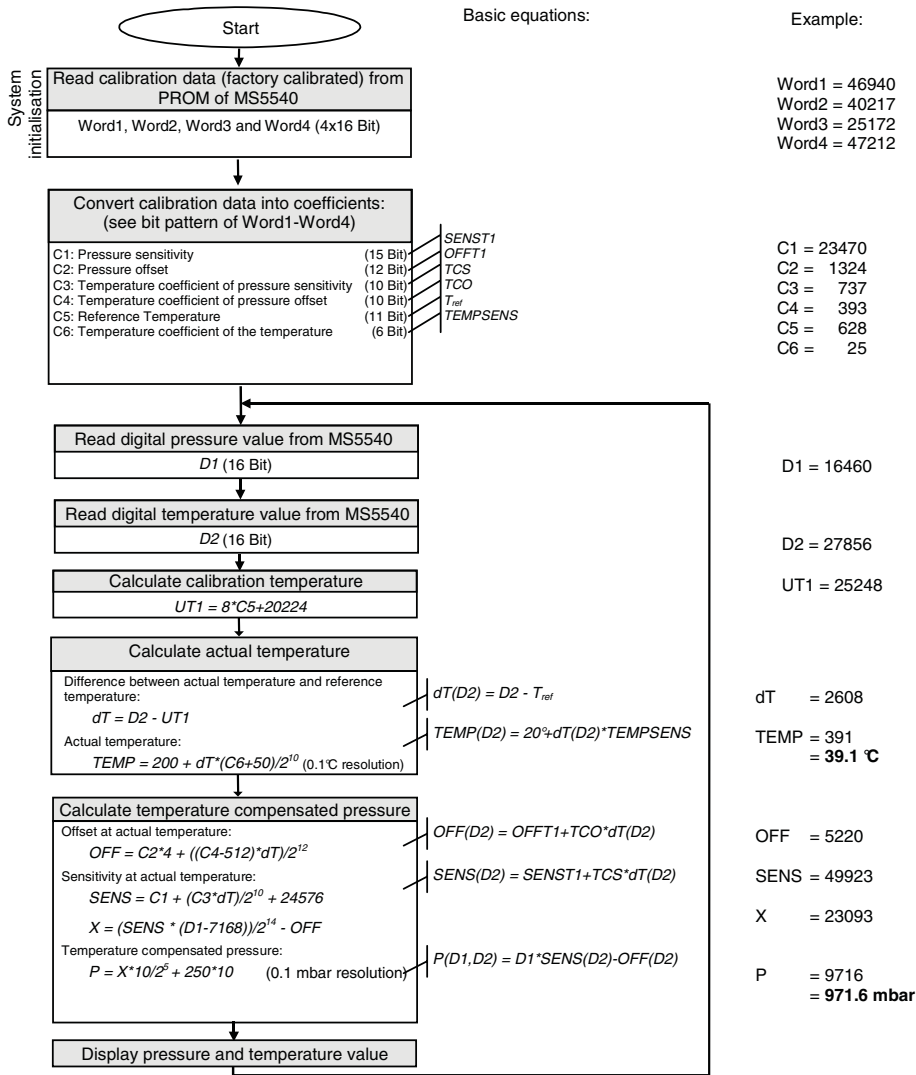 Basic equations:
Example:
Start
System
initialisation
Read calibration data (factory calibrated) from
PROM of MS5540
Word1, Word2, Word3 and Word4 (4x16 Bit)
Word1 = 46940
Word2 = 40217
Word3 = 25172
Word4 = 47212
Convert calibration data into coefficients:
(see bit pattern of Word1-Word4)
C1: Pressure sensitivity (15 Bit) SENST1
C2: Pressure offset (12 Bit) OFFT1
C3: Temperature coefficient of pressure sensitivity (10 Bit) TCS
C4: Temperature coefficient of pressure offset (10 Bit) TCO
C5: Reference Temperature (11 Bit) Tref
C6: Temperature coefficient of the temperature (6 Bit) TEMPSENS
C1 = 23470
C2 = 1324
C3 = 737
C4 = 393
C5 = 628
C6 = 25
Read digital pressure value from MS5540
D1 (16 Bit)
D1 = 16460
Read digital temperature value from MS5540
D2 (16 Bit)
D2 = 27856
Calculate calibration temperature
UT1 = 8*C5+20224
UT1 = 25248
Calculate actual temperature
Difference between actual temperature and reference
temperature:
dT = D2 - UT1
dT(D2) = D2 - Tref
dT = 2608
Actual temperature:
TEMP = 200 + dT*(C6+50)/2^10 (0.1°C resolution)
TEMP(D2) = 20°+dT(D2)*TEMPSENS
TEMP = 391
= 39.1 °C
Calculate temperature compensated pressure
Offset at actual temperature:
OFF = C2*4 + ((C4-512)*dT)/2^12
OFF(D2) = OFFT1+TCO*dT(D2)
OFF = 5220
Sensitivity at actual temperature:
SENS = C1 + (C3*dT)/2^10 + 24576
SENS(D2) = SENST1+TCS*dT(D2)
SENS = 49923
X = (SENS * (D1-7168))/2^14 - OFF
X = 23093
Temperature compensated pressure:
P = X*10/2^5 + 250*10 (0.1 mbar resolution)
P(D1,D2) = D1*SENS(D2)-OFF(D2)
P = 9716
= 971.6 mbar
Display pressure and temperature value